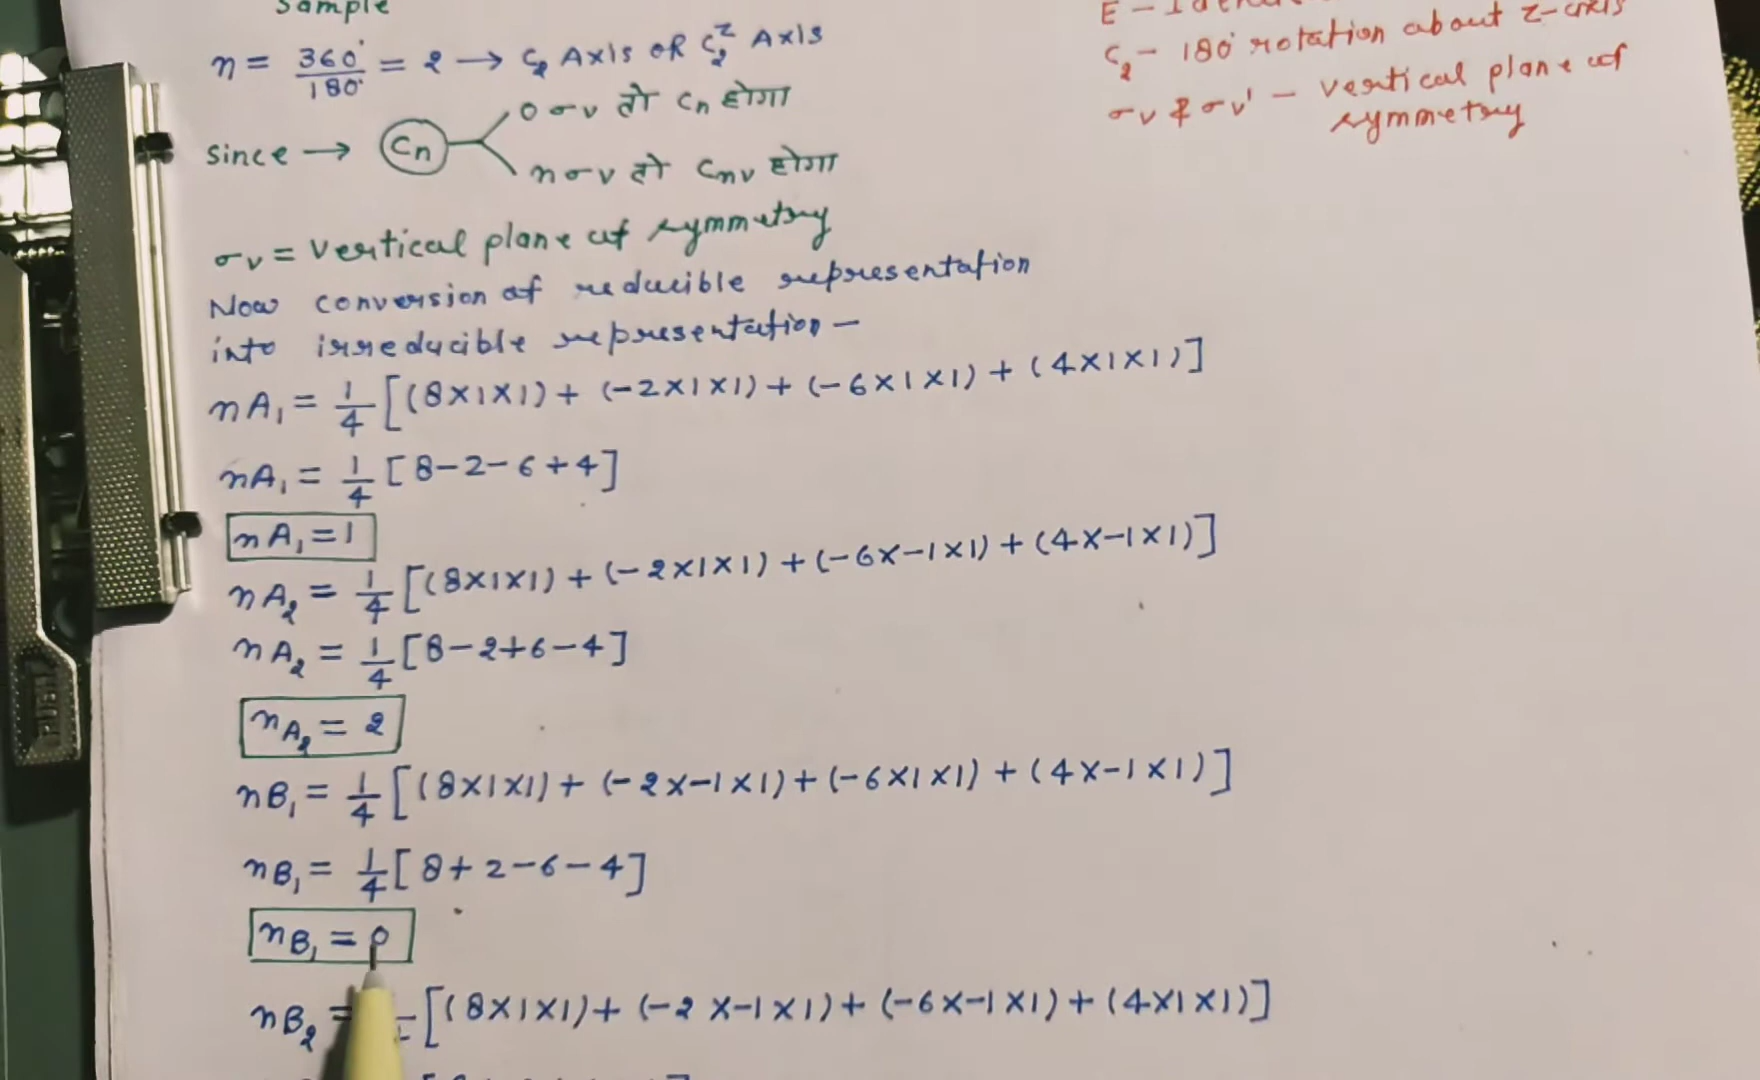 Sample
n = 360°/180° = 2 → C₂ AXIS OR C₂ᶻ AXIS
since → Cn
0 σv तो Cn होगा
n σv तो Cnv होगा
σv = Vertical plane of symmetry
Now conversion of reducible representation
into irreducible representation –
nA₁ = 1/4 [(8×1×1) + (-2×1×1) + (-6×1×1) + (4×1×1)]
nA₁ = 1/4 [8-2-6+4]
nA₁ = 1
nA₂ = 1/4 [(8×1×1) + (-2×1×1) + (-6×-1×1) + (4×-1×1)]
nA₂ = 1/4 [8-2+6-4]
nA₂ = 2
nB₁ = 1/4 [(8×1×1) + (-2×-1×1) + (-6×1×1) + (4×-1×1)]
nB₁ = 1/4 [8+2-6-4]
nB₁ = 0
nB₂ = [(8×1×1) + (-2×-1×1) + (-6×-1×1) + (4×1×1)]
E –
C₂ – 180° rotation about z-axis
σv & σv' – vertical plane of
symmetry
PUSH